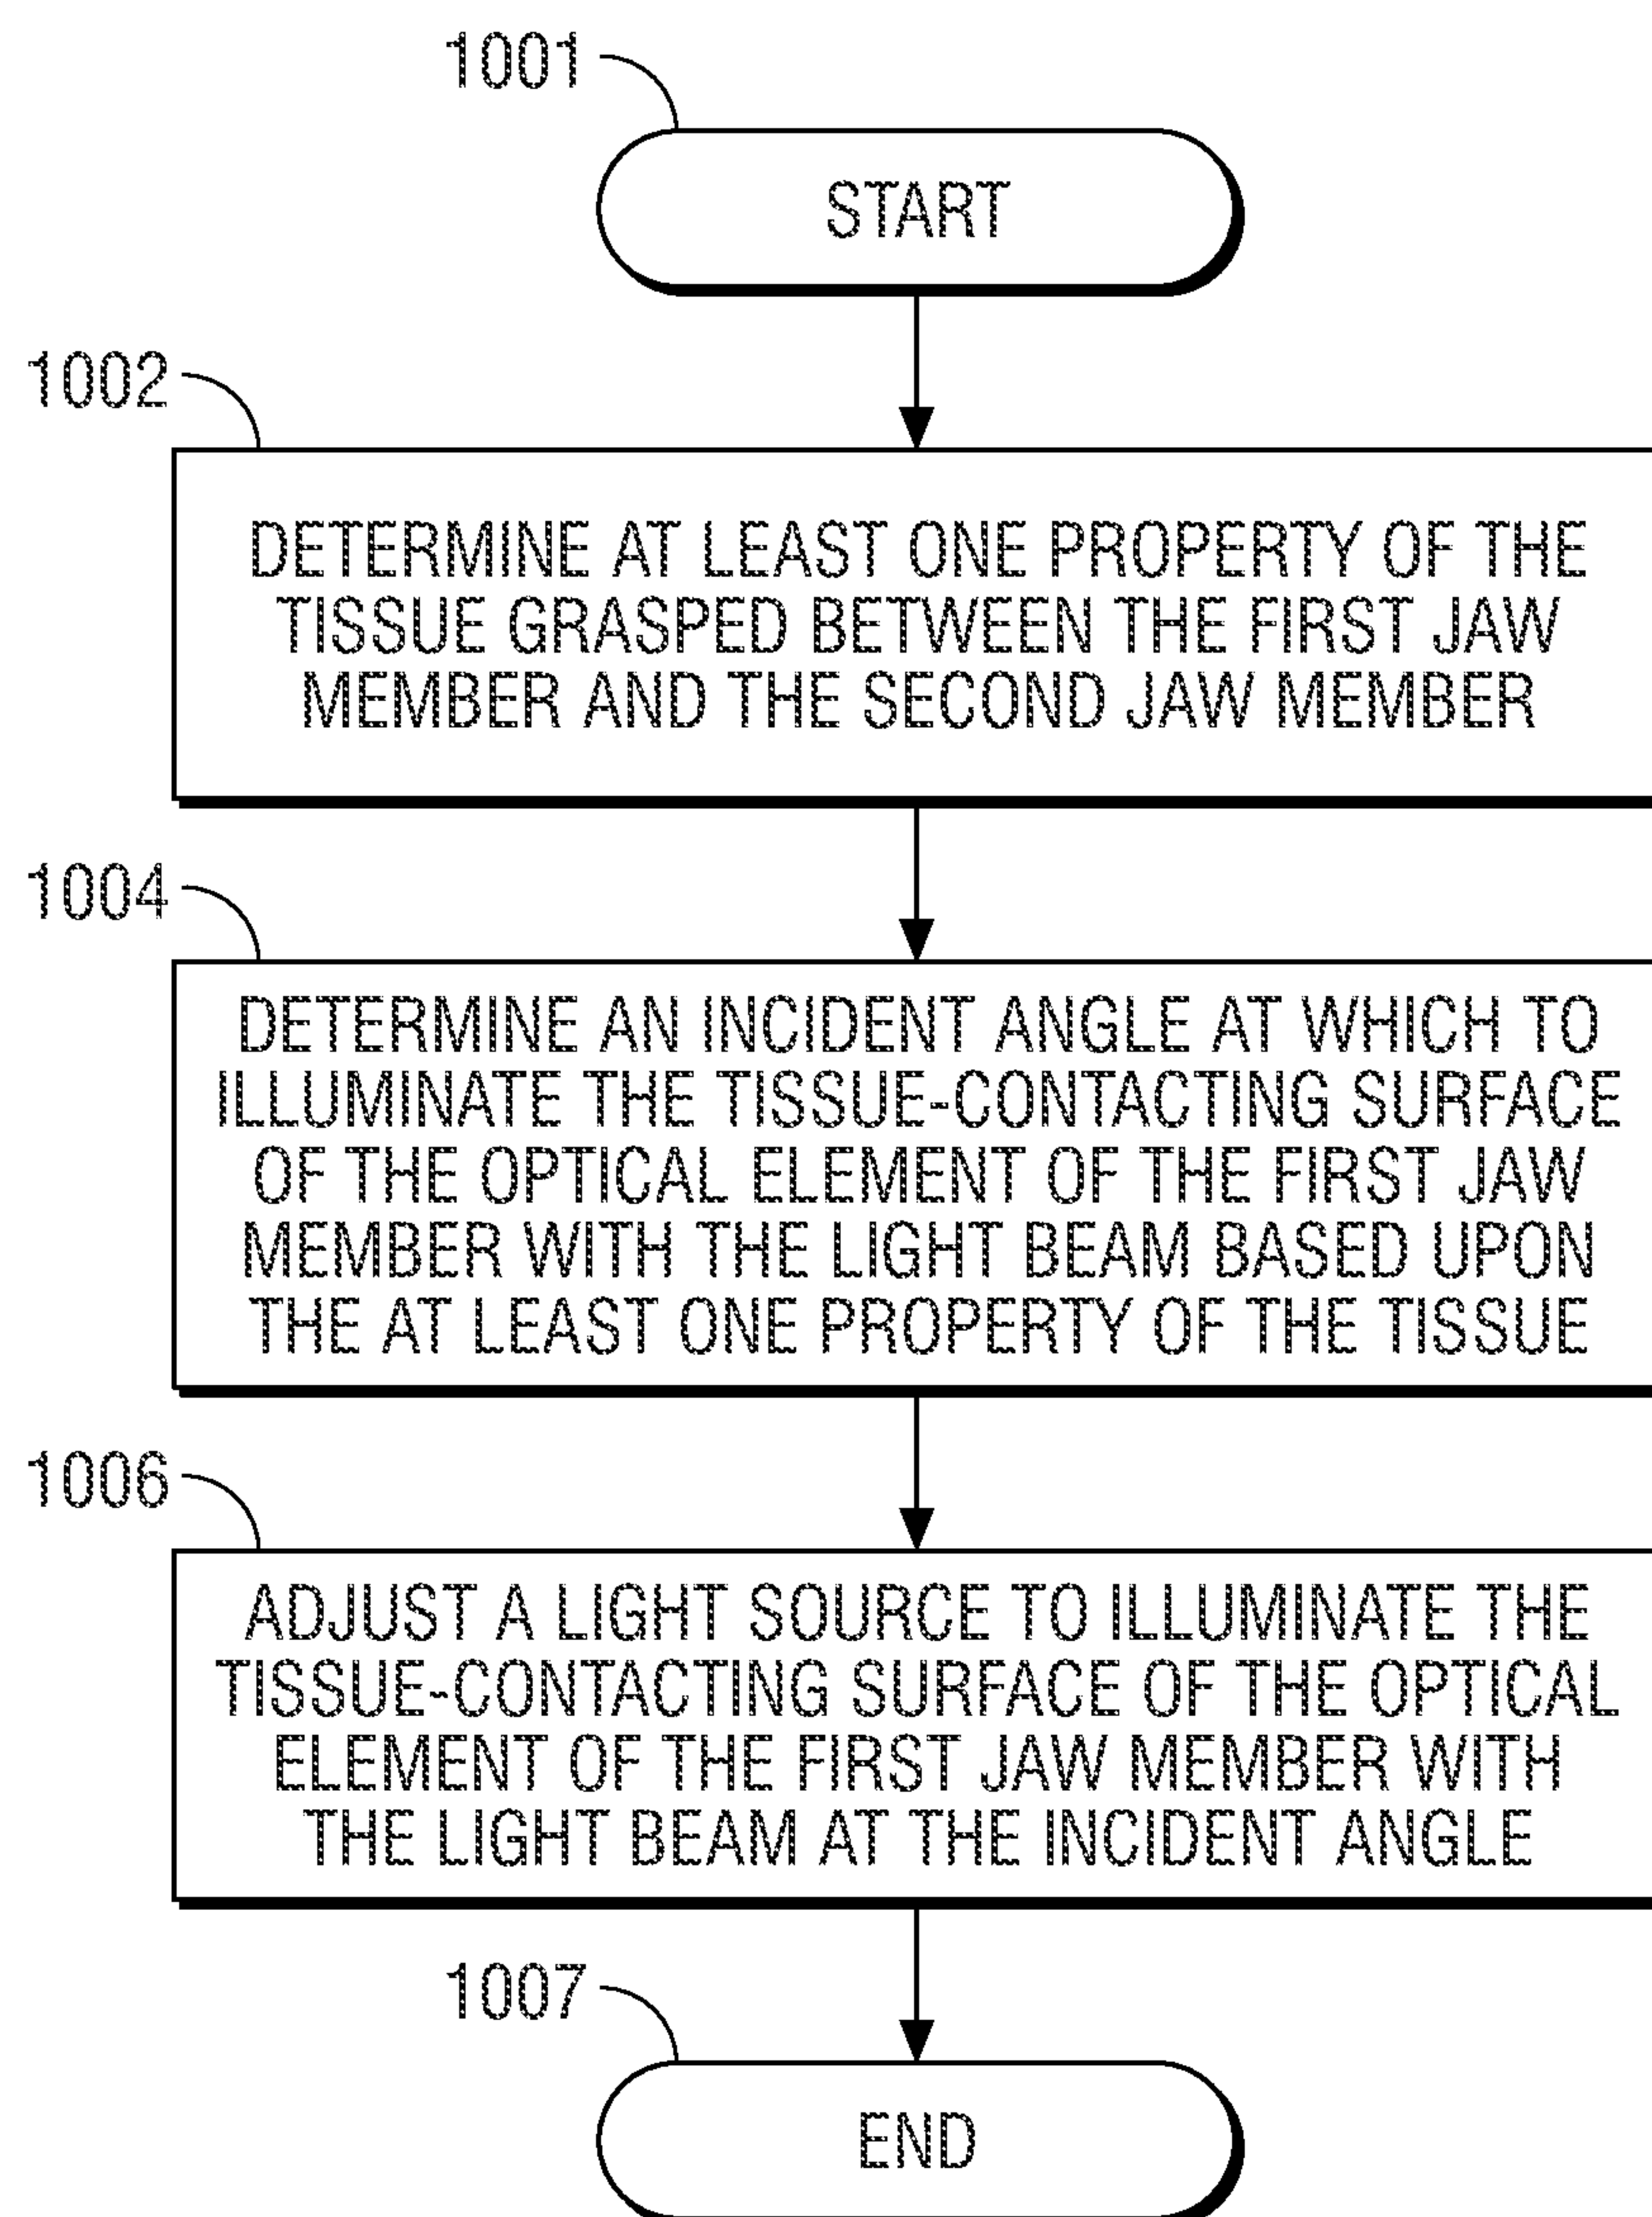 1001
START
1002
DETERMINE AT LEAST ONE PROPERTY OF THE
TISSUE GRASPED BETWEEN THE FIRST JAW
MEMBER AND THE SECOND JAW MEMBER
1004
DETERMINE AN INCIDENT ANGLE AT WHICH TO
ILLUMINATE THE TISSUE-CONTACTING SURFACE
OF THE OPTICAL ELEMENT OF THE FIRST JAW
MEMBER WITH THE LIGHT BEAM BASED UPON
THE AT LEAST ONE PROPERTY OF THE TISSUE
1006
ADJUST A LIGHT SOURCE TO ILLUMINATE THE
TISSUE-CONTACTING SURFACE OF THE OPTICAL
ELEMENT OF THE FIRST JAW MEMBER WITH
THE LIGHT BEAM AT THE INCIDENT ANGLE
1007
END